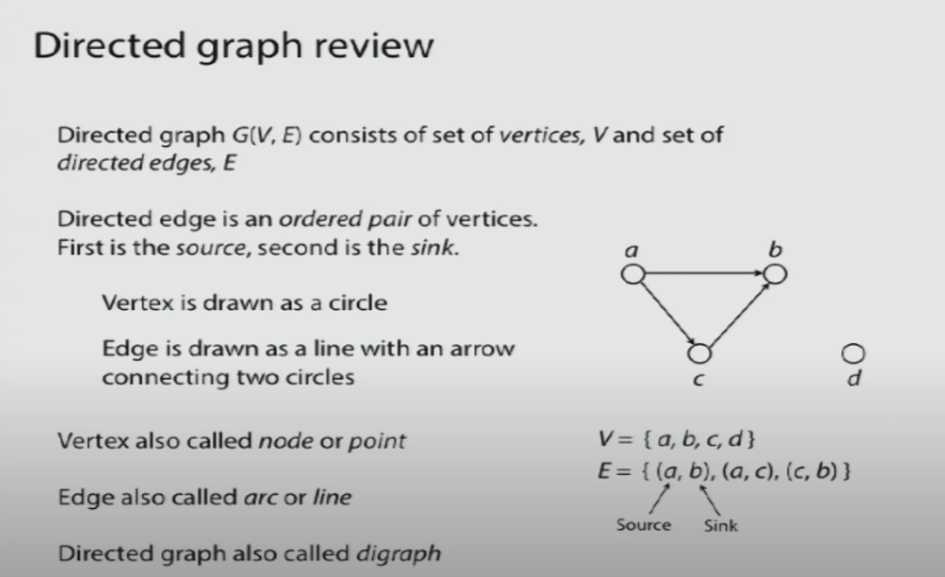 Directed graph review
Directed graph G(V, E) consists of set of vertices, V and set of
directed edges, E
Directed edge is an ordered pair of vertices.
First is the source, second is the sink.
Vertex is drawn as a circle
Edge is drawn as a line with an arrow
connecting two circles
Vertex also called node or point
Edge also called arc or line
Directed graph also called digraph
a
b
c
d
V = { a, b, c, d }
E = { (a, b), (a, c), (c, b) }
Source Sink